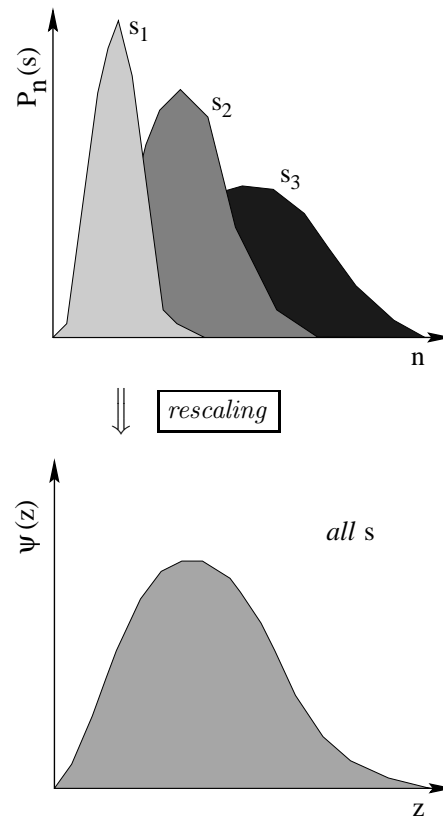 P_n(s)
s_1
s_2
s_3
n
⇓ rescaling
ψ(z)
all s
z